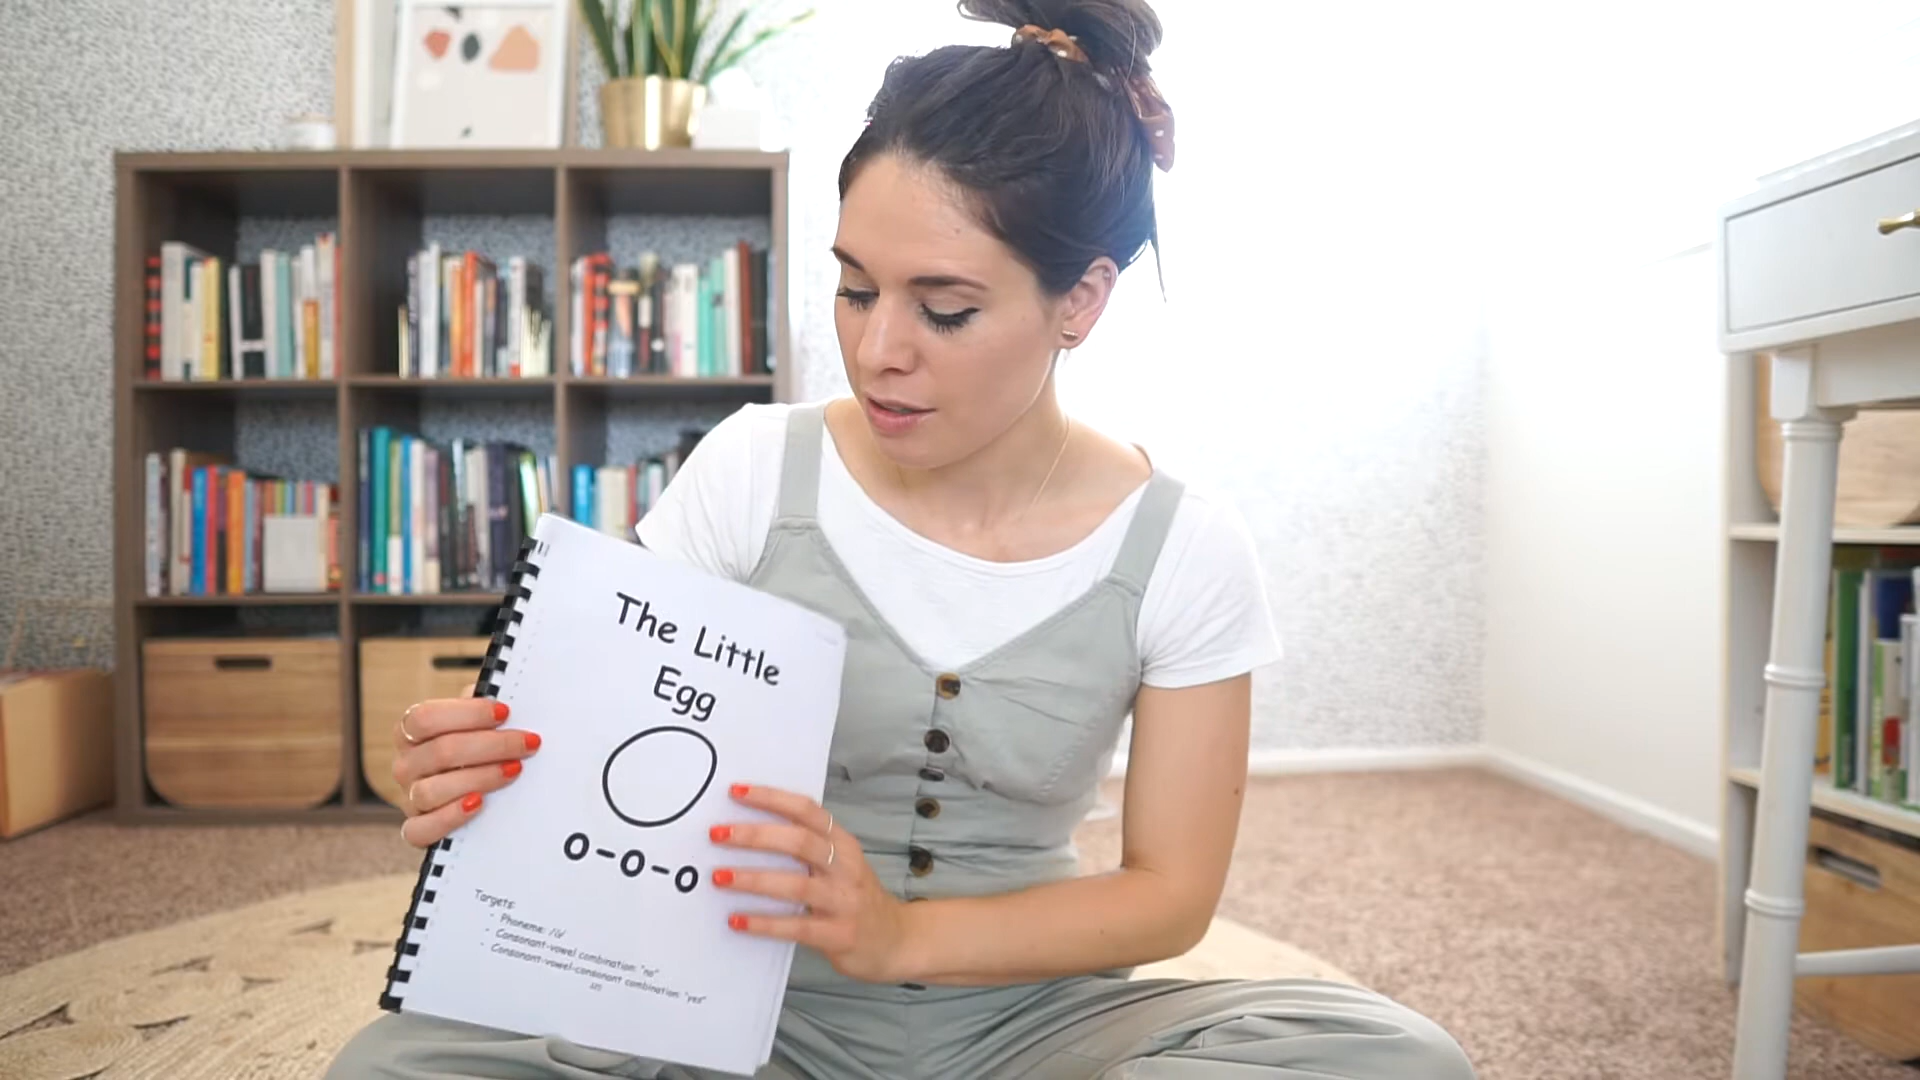 The Little
Egg
o-o-o
Targets:
- Phoneme: /o/
- Consonant-vowel combination: "no"
- Consonant-vowel-consonant combination: "yes"